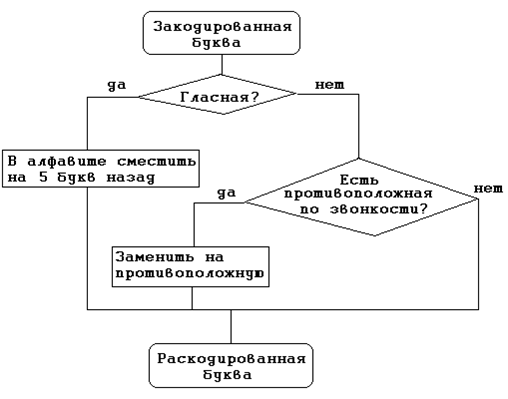 Закодированная
буква
да
нет
Гласная?
В алфавите сместить
на 5 букв назад
да
Есть
противоположная
по звонкости?
нет
Заменить на
противоположную
Раскодированная
буква